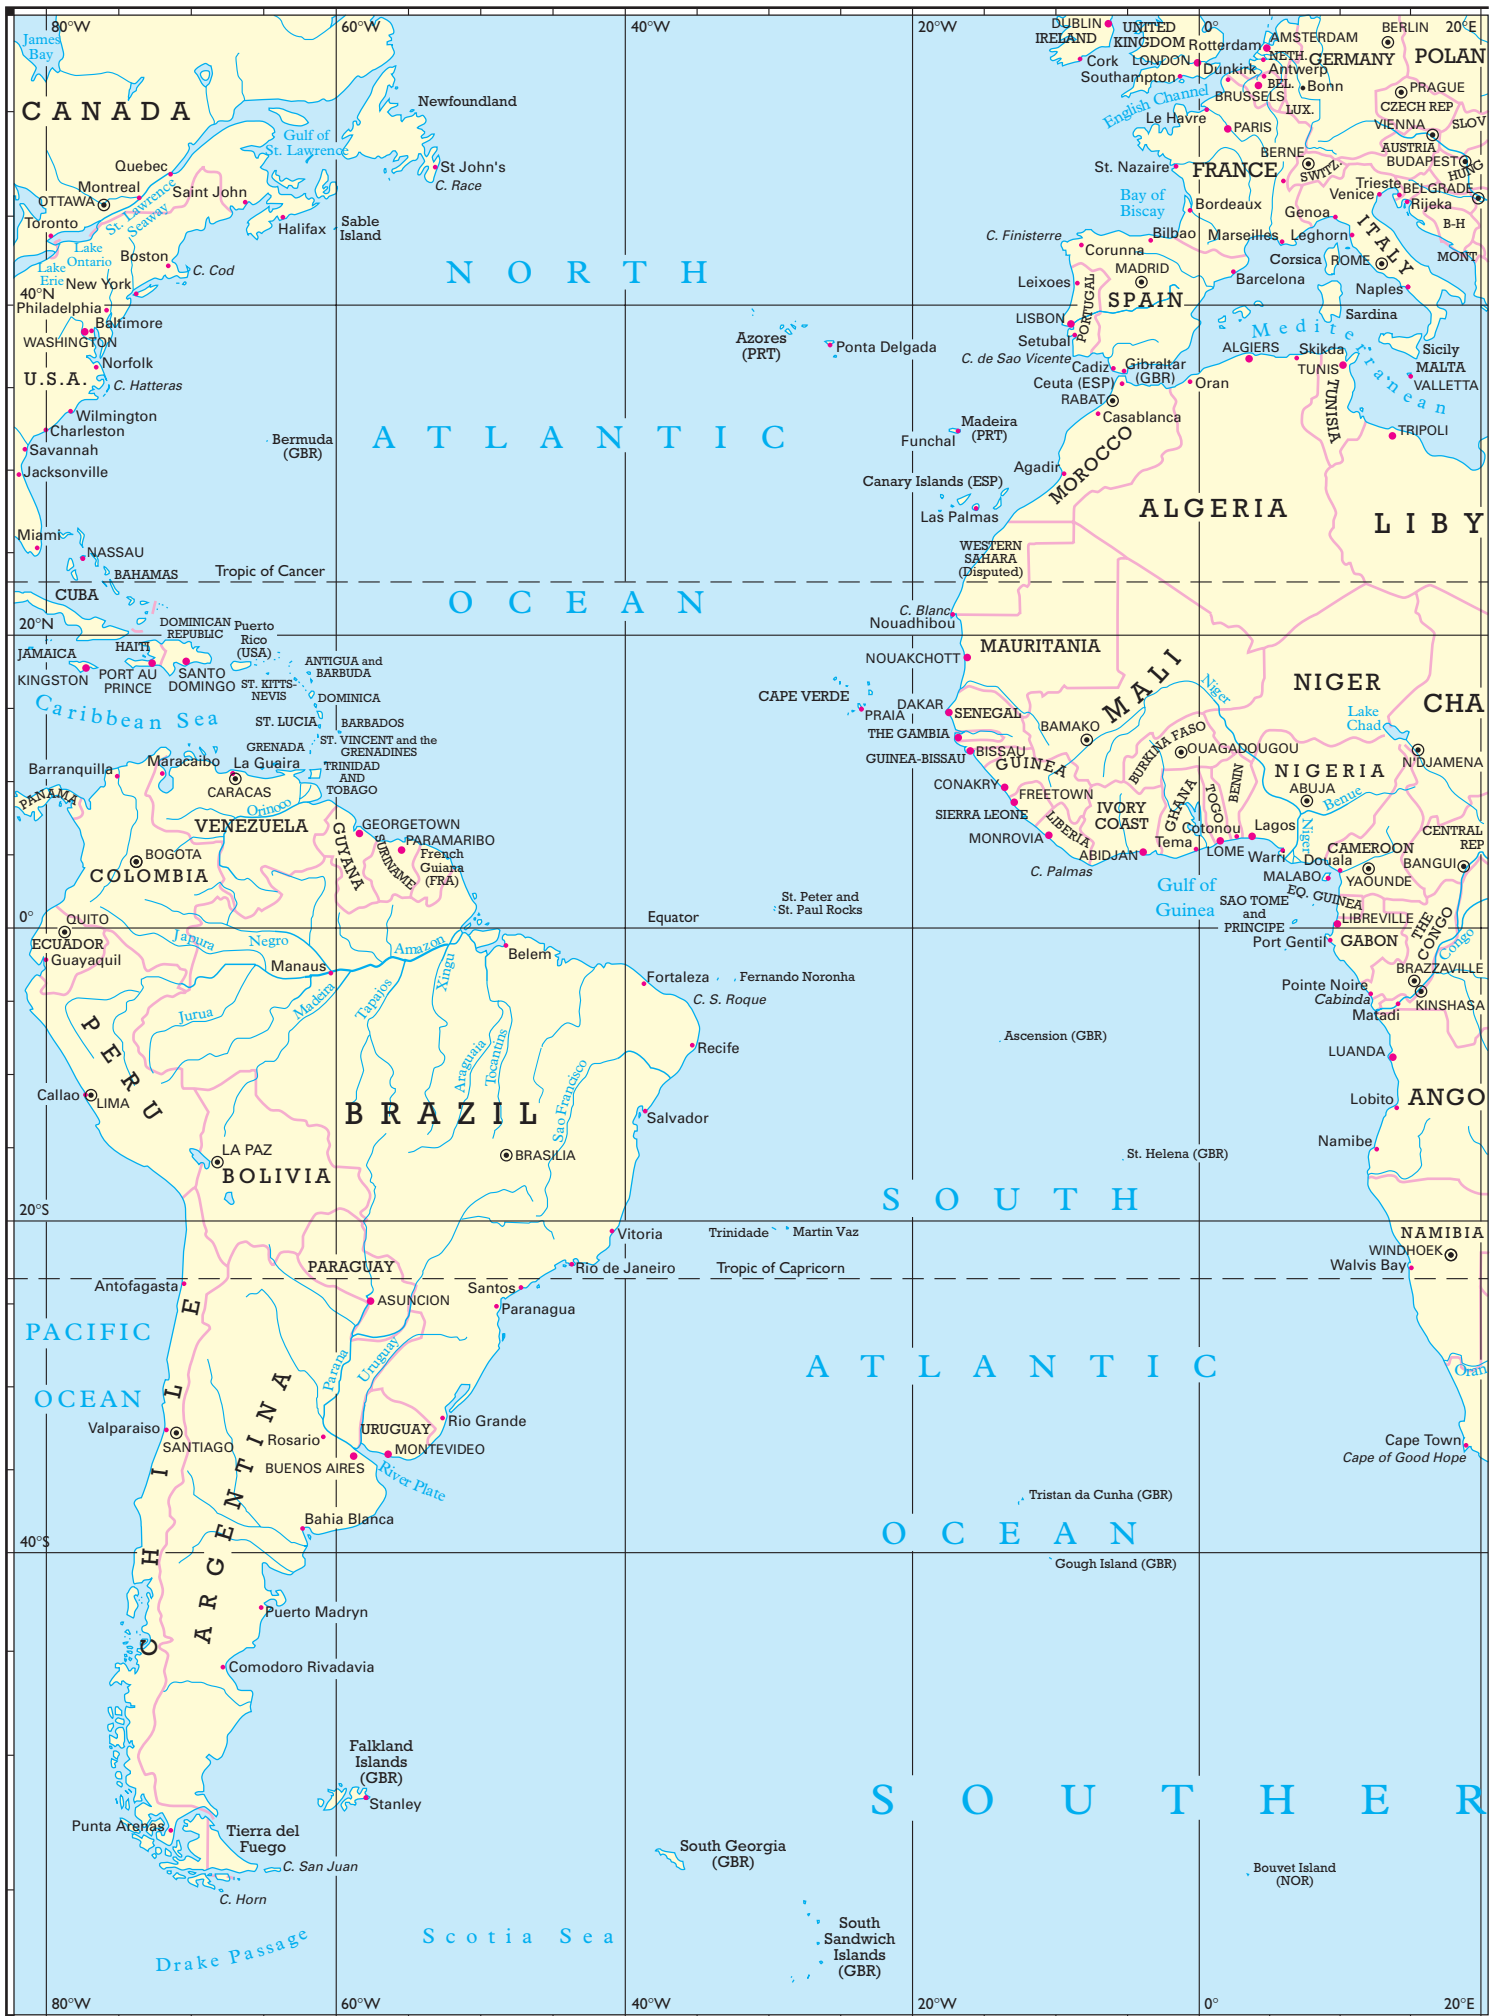 80°W
60°W
40°W
20°W
0°
20°E
James
Bay
CANADA
Newfoundland
Gulf of
St. Lawrence
Quebec
Montreal
OTTAWA
Toronto
Saint John
St. Lawrence
Seaway
St John's
C. Race
Halifax
Sable
Island
Lake
Ontario
Lake
Erie
Boston
C. Cod
New York
40°N
Philadelphia
Baltimore
WASHINGTON
Norfolk
U.S.A.
C. Hatteras
Wilmington
Charleston
Savannah
Jacksonville
Bermuda
(GBR)
Miami
NASSAU
BAHAMAS
Tropic of Cancer
CUBA
20°N
NORTH
ATLANTIC
OCEAN
DUBLIN
IRELAND
UNITED
KINGDOM
Cork
LONDON
Southampton
Rotterdam
AMSTERDAM
NETH.
Dunkirk
Antwerp
BEL.
BRUSSELS
Bonn
LUX.
GERMANY
BERLIN
POLAN
PRAGUE
CZECH REP
VIENNA
SLOV
AUSTRIA
BUDAPEST
HUNG
English Channel
Le Havre
PARIS
BERNE
SWITZ.
St. Nazaire
FRANCE
Bay of
Biscay
Bordeaux
Trieste
Venice
BELGRADE
Rijeka
B-H
MONT
Genoa
ITALY
C. Finisterre
Corunna
Bilbao
Marseilles
Leghorn
Corsica
ROME
MADRID
Leixoes
PORTUGAL
SPAIN
Barcelona
Naples
Sardina
LISBON
Setubal
C. de Sao Vicente
Mediterranean
Azores
(PRT)
Ponta Delgada
Cadiz
Gibraltar
(GBR)
Ceuta (ESP)
RABAT
Casablanca
Oran
ALGIERS
Skikda
TUNIS
TUNISIA
Sicily
MALTA
VALLETTA
TRIPOLI
Madeira
(PRT)
Funchal
Agadir
MOROCCO
Canary Islands (ESP)
Las Palmas
ALGERIA
LIBY
WESTERN
SAHARA
(Disputed)
C. Blanc
Nouadhibou
JAMAICA
KINGSTON
HAITI
PORT AU
PRINCE
DOMINICAN
REPUBLIC
SANTO
DOMINGO
Puerto
Rico
(USA)
ST. KITTS-
NEVIS
ANTIGUA and
BARBUDA
DOMINICA
ST. LUCIA
BARBADOS
ST. VINCENT and the
GRENADINES
GRENADA
TRINIDAD
AND
TOBAGO
Caribbean Sea
Barranquilla
Maracaibo
La Guaira
CARACAS
Orinoco
PANAMA
VENEZUELA
GUYANA
GEORGETOWN
SURINAME
PARAMARIBO
French
Guiana
(FRA)
BOGOTA
COLOMBIA
0°
QUITO
ECUADOR
Guayaquil
Japura
Negro
Amazon
Manaus
Madeira
Tapajos
Xingu
Jurua
Belem
Araguaia
Tocantins
Sao Francisco
Equator
St. Peter and
St. Paul Rocks
Fortaleza
Fernando Noronha
C. S. Roque
Recife
Ascension (GBR)
PERU
Callao
LIMA
BRAZIL
Salvador
LA PAZ
BOLIVIA
BRASILIA
St. Helena (GBR)
MAURITANIA
NOUAKCHOTT
CAPE VERDE
PRAIA
DAKAR
SENEGAL
THE GAMBIA
BISSAU
GUINEA-BISSAU
GUINEA
CONAKRY
FREETOWN
SIERRA LEONE
MONROVIA
LIBERIA
C. Palmas
MALI
BAMAKO
Niger
BURKINA FASO
OUAGADOUGOU
IVORY
COAST
ABIDJAN
GHANA
Tema
TOGO
LOME
BENIN
Cotonou
NIGER
CHA
Lake
Chad
N'DJAMENA
NIGERIA
ABUJA
Benue
Niger
Lagos
Warri
CAMEROON
Douala
YAOUNDE
CENTRAL
REP
BANGUI
MALABO
EQ. GUINEA
Gulf of
Guinea
SAO TOME
and
PRINCIPE
LIBREVILLE
Port Gentil
GABON
THE
CONGO
Congo
BRAZZAVILLE
KINSHASA
Pointe Noire
Cabinda
Matadi
LUANDA
Lobito
ANGO
Namibe
20°S
SOUTH
Trinidade
Martin Vaz
Vitoria
Rio de Janeiro
Tropic of Capricorn
PARAGUAY
Santos
Paranagua
ASUNCION
Antofagasta
PACIFIC
OCEAN
CHILE
ARGENTINA
Parana
Uruguay
ATLANTIC
OCEAN
NAMIBIA
WINDHOEK
Walvis Bay
Oran
Valparaiso
SANTIAGO
Rosario
URUGUAY
Rio Grande
BUENOS AIRES
MONTEVIDEO
River Plate
Cape Town
Cape of Good Hope
Bahia Blanca
Tristan da Cunha (GBR)
Gough Island (GBR)
40°S
Puerto Madryn
Comodoro Rivadavia
Falkland
Islands
(GBR)
Stanley
SOUTHER
Punta Arenas
Tierra del
Fuego
C. San Juan
C. Horn
South Georgia
(GBR)
Bouvet Island
(NOR)
South
Sandwich
Islands
(GBR)
Drake Passage
Scotia Sea
80°W
60°W
20°W
0°
20°E